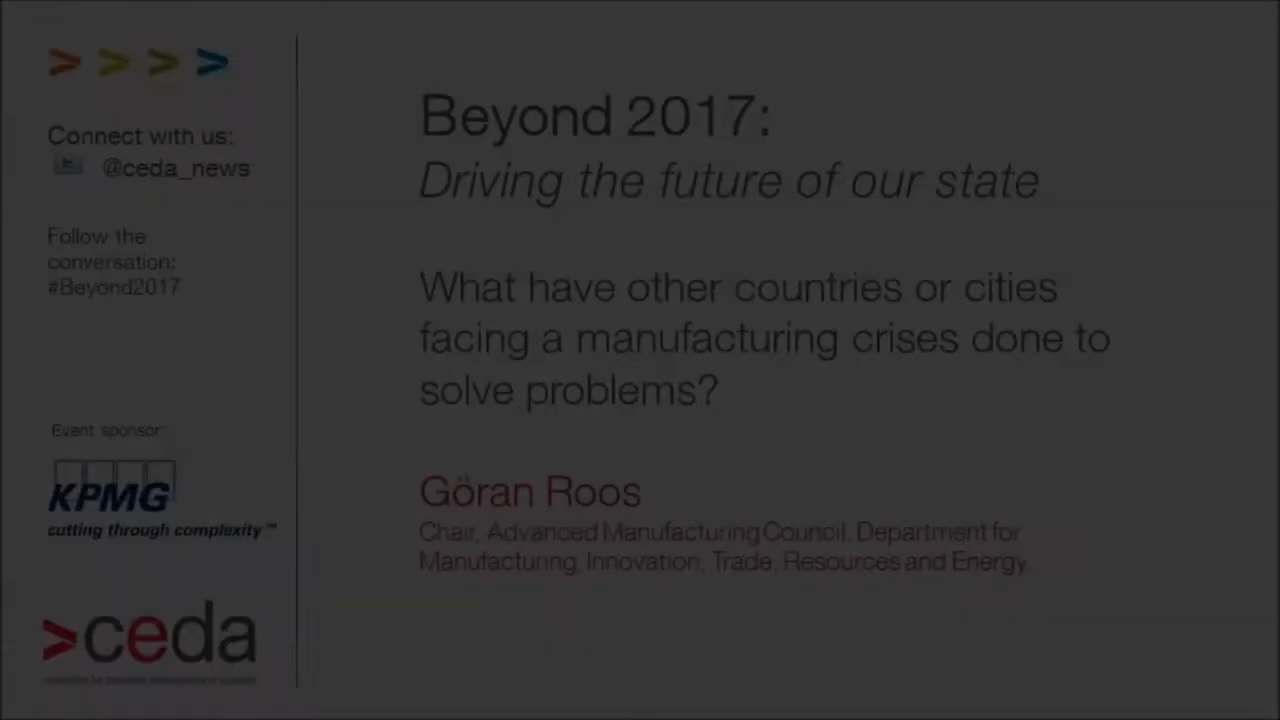 Connect with us:
@ceda_news
Follow the
conversation:
#Beyond2017
Event sponsor:
KPMG
cutting through complexity™
ceda
Beyond 2017:
Driving the future of our state
What have other countries or cities
facing a manufacturing crises done to
solve problems?
Göran Roos
Chair, Advanced Manufacturing Council, Department for
Manufacturing, Innovation, Trade, Resources and Energy